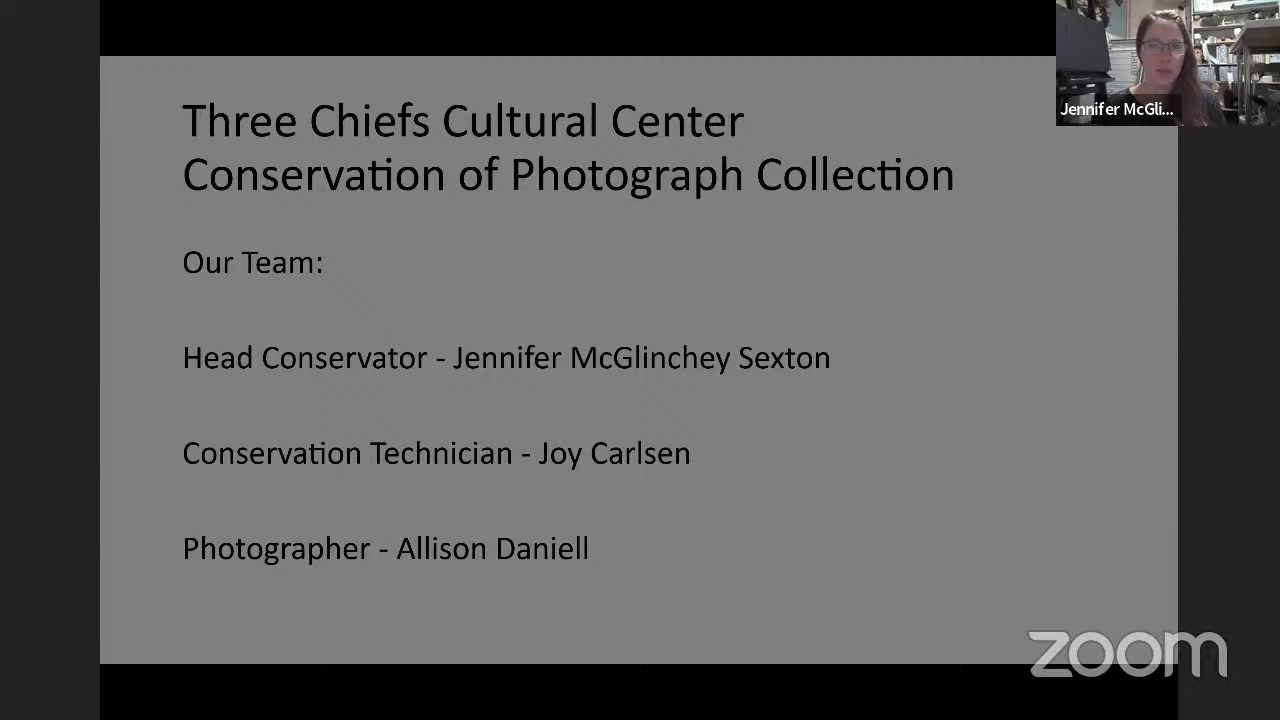 Three Chiefs Cultural Center
Conservation of Photograph Collection
Our Team:
Head Conservator - Jennifer McGlinchey Sexton
Conservation Technician - Joy Carlsen
Photographer - Allison Daniell
Jennifer McGli...
zoom